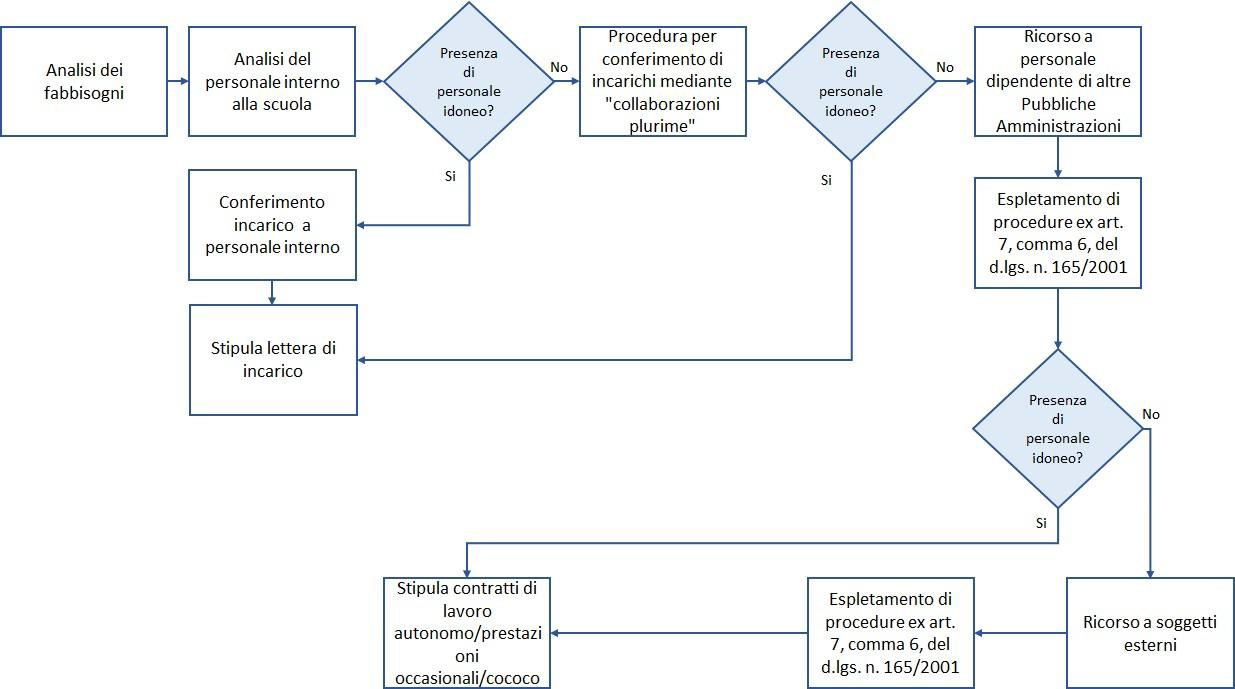 Analisi dei
fabbisogni
Analisi del
personale interno
alla scuola
Presenza
di
personale
idoneo?
No
Procedura per
conferimento di
incarichi mediante
"collaborazioni
plurime"
Presenza
di
personale
idoneo?
No
Ricorso a
personale
dipendente di altre
Pubbliche
Amministrazioni
Si
Si
Conferimento
incarico a
personale interno
Espletamento di
procedure ex art.
7, comma 6, del
d.lgs. n. 165/2001
Stipula lettera di
incarico
Presenza
di
personale
idoneo?
No
Si
Stipula contratti di
lavoro
autonomo/prestazi
oni
occasionali/cococo
Espletamento di
procedure ex art.
7, comma 6, del
d.lgs. n. 165/2001
Ricorso a soggetti
esterni